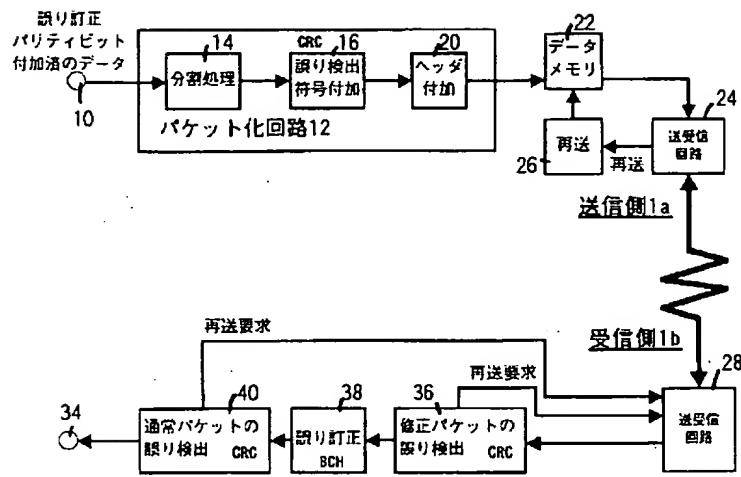 誤り訂正
パリティビット
付加済のデータ
10
14
分割処理
CRC
16
誤り検出
符号付加
20
ヘッダ
付加
パケット化回路12
22
データ
メモリ
24
送受信
回路
26
再送
再送
送信側1a
受信側1b
28
送受信
回路
再送要求
再送要求
34
40
通常パケットの
誤り検出 CRC
38
誤り訂正
BCH
36
修正パケットの
誤り検出 CRC